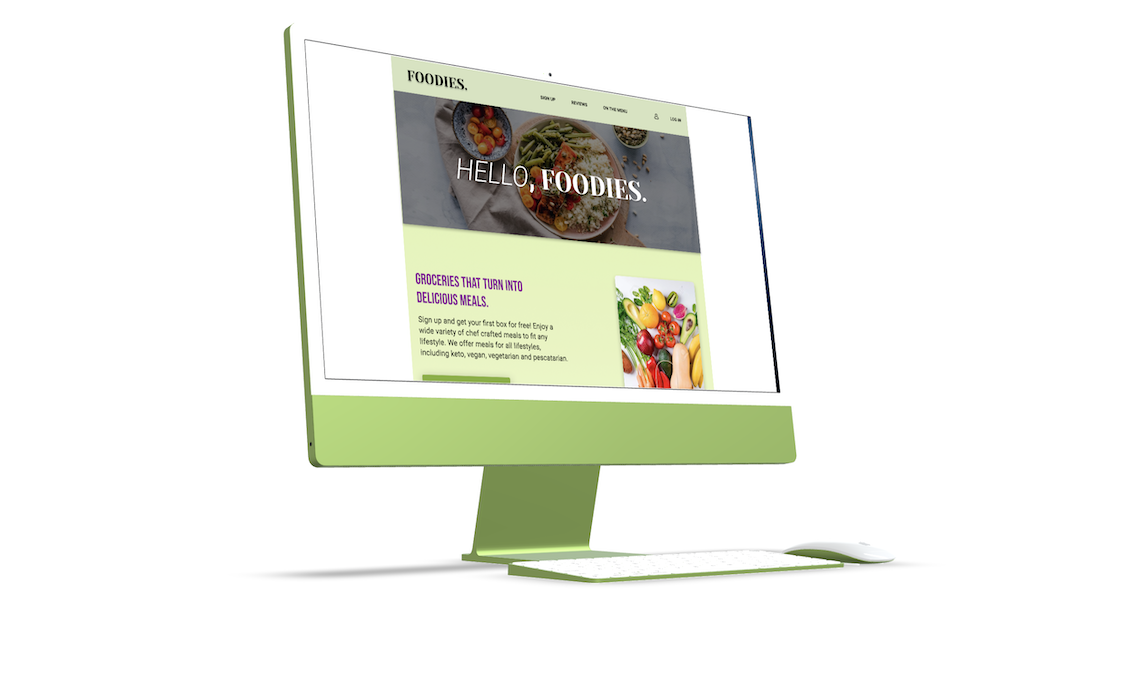 FOODIES.
SIGN UP REVIEWS ON THE MENU LOG IN
HELLO, FOODIES.
GROCERIES THAT TURN INTO
DELICIOUS MEALS.
Sign up and get your first box for free! Enjoy a
wide variety of chef crafted meals to fit any
lifestyle. We offer meals for all lifestyles,
including keto, vegan, vegetarian and pescatarian.